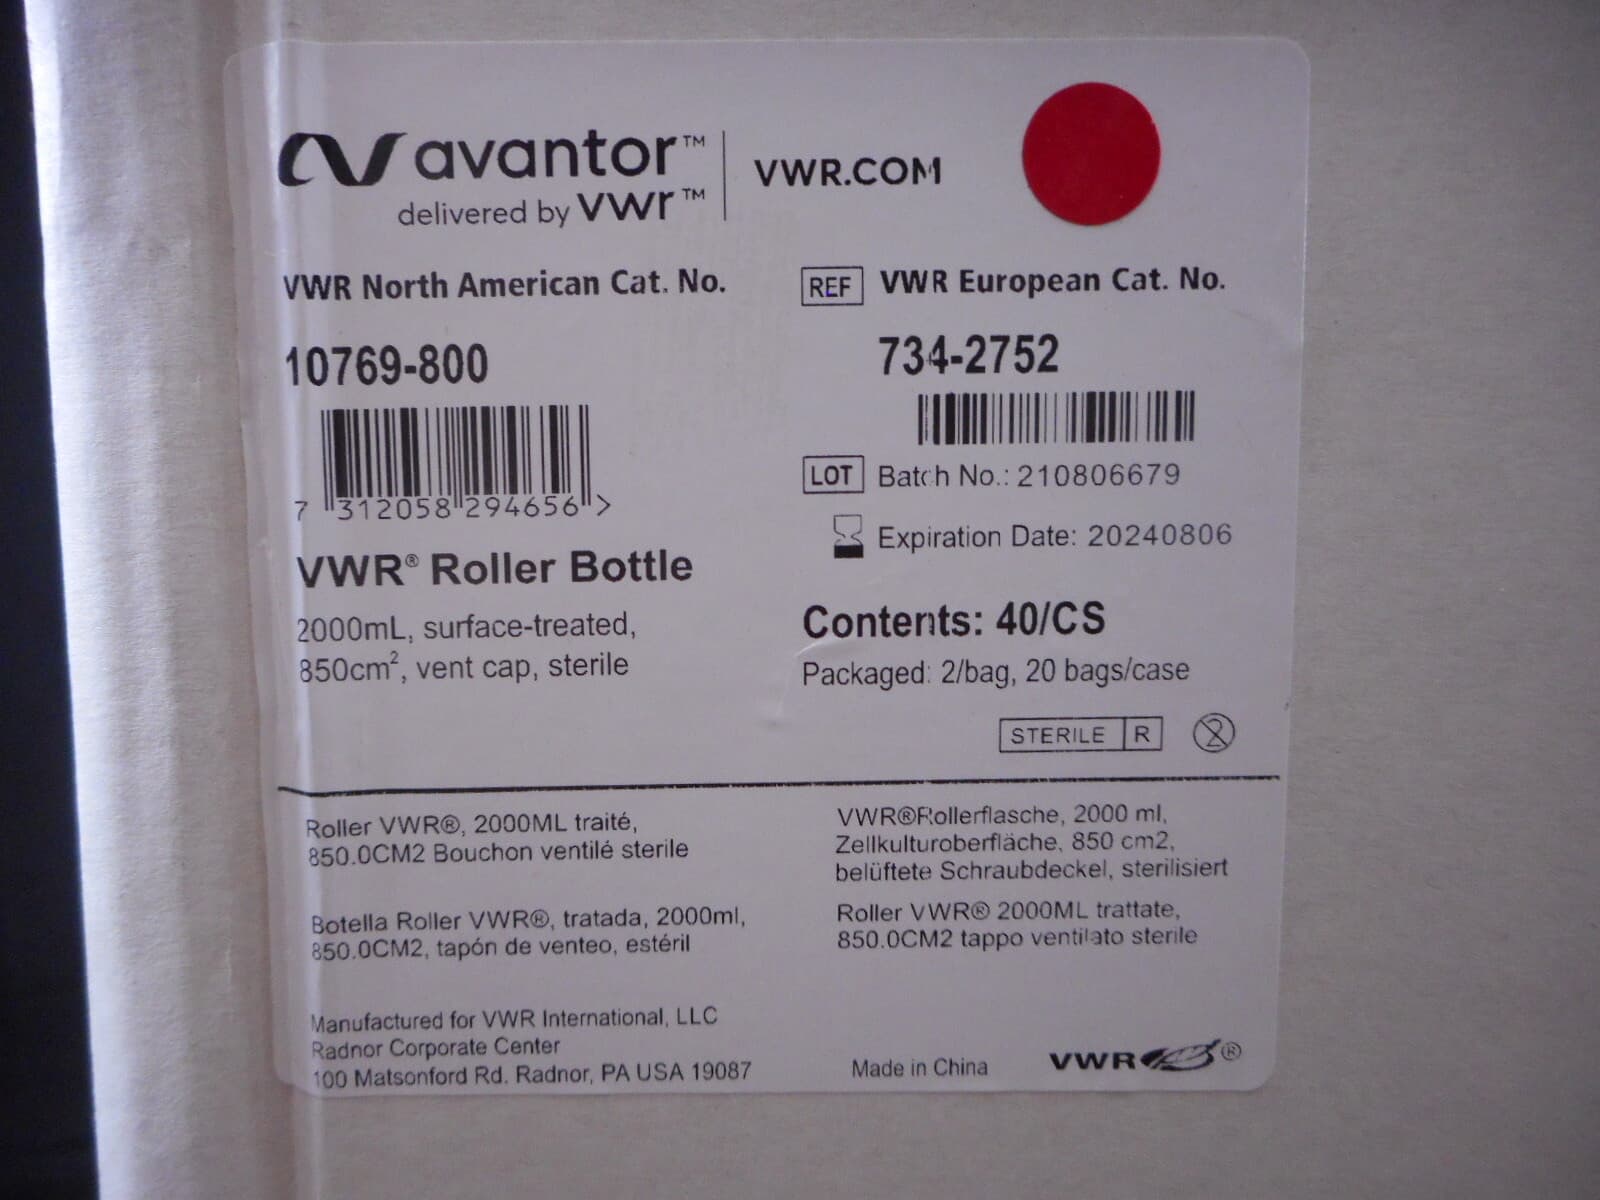 avantor™
delivered by vwr™
VWR.COM
VWR North American Cat. No.
10769-800
7 312058 294656 >
VWR® Roller Bottle
2000mL, surface-treated,
850cm², vent cap, sterile
REF VWR European Cat. No.
734-2752
LOT Batch No.: 210806679
Expiration Date: 20240806
Contents: 40/CS
Packaged: 2/bag, 20 bags/case
STERILE R
2
Roller VWR®, 2000ML traité,
850.0CM2 Bouchon ventilé sterile
Botella Roller VWR®, tratada, 2000ml,
850.0CM2, tapón de venteo, estéril
VWR®Rollerflasche, 2000 ml,
Zellkulturoberfläche, 850 cm2,
belüftete Schraubdeckel, sterilisiert
Roller VWR® 2000ML trattate,
850.0CM2 tappo ventilato sterile
Manufactured for VWR International, LLC
Radnor Corporate Center
100 Matsonford Rd. Radnor, PA USA 19087
Made in China
VWR®